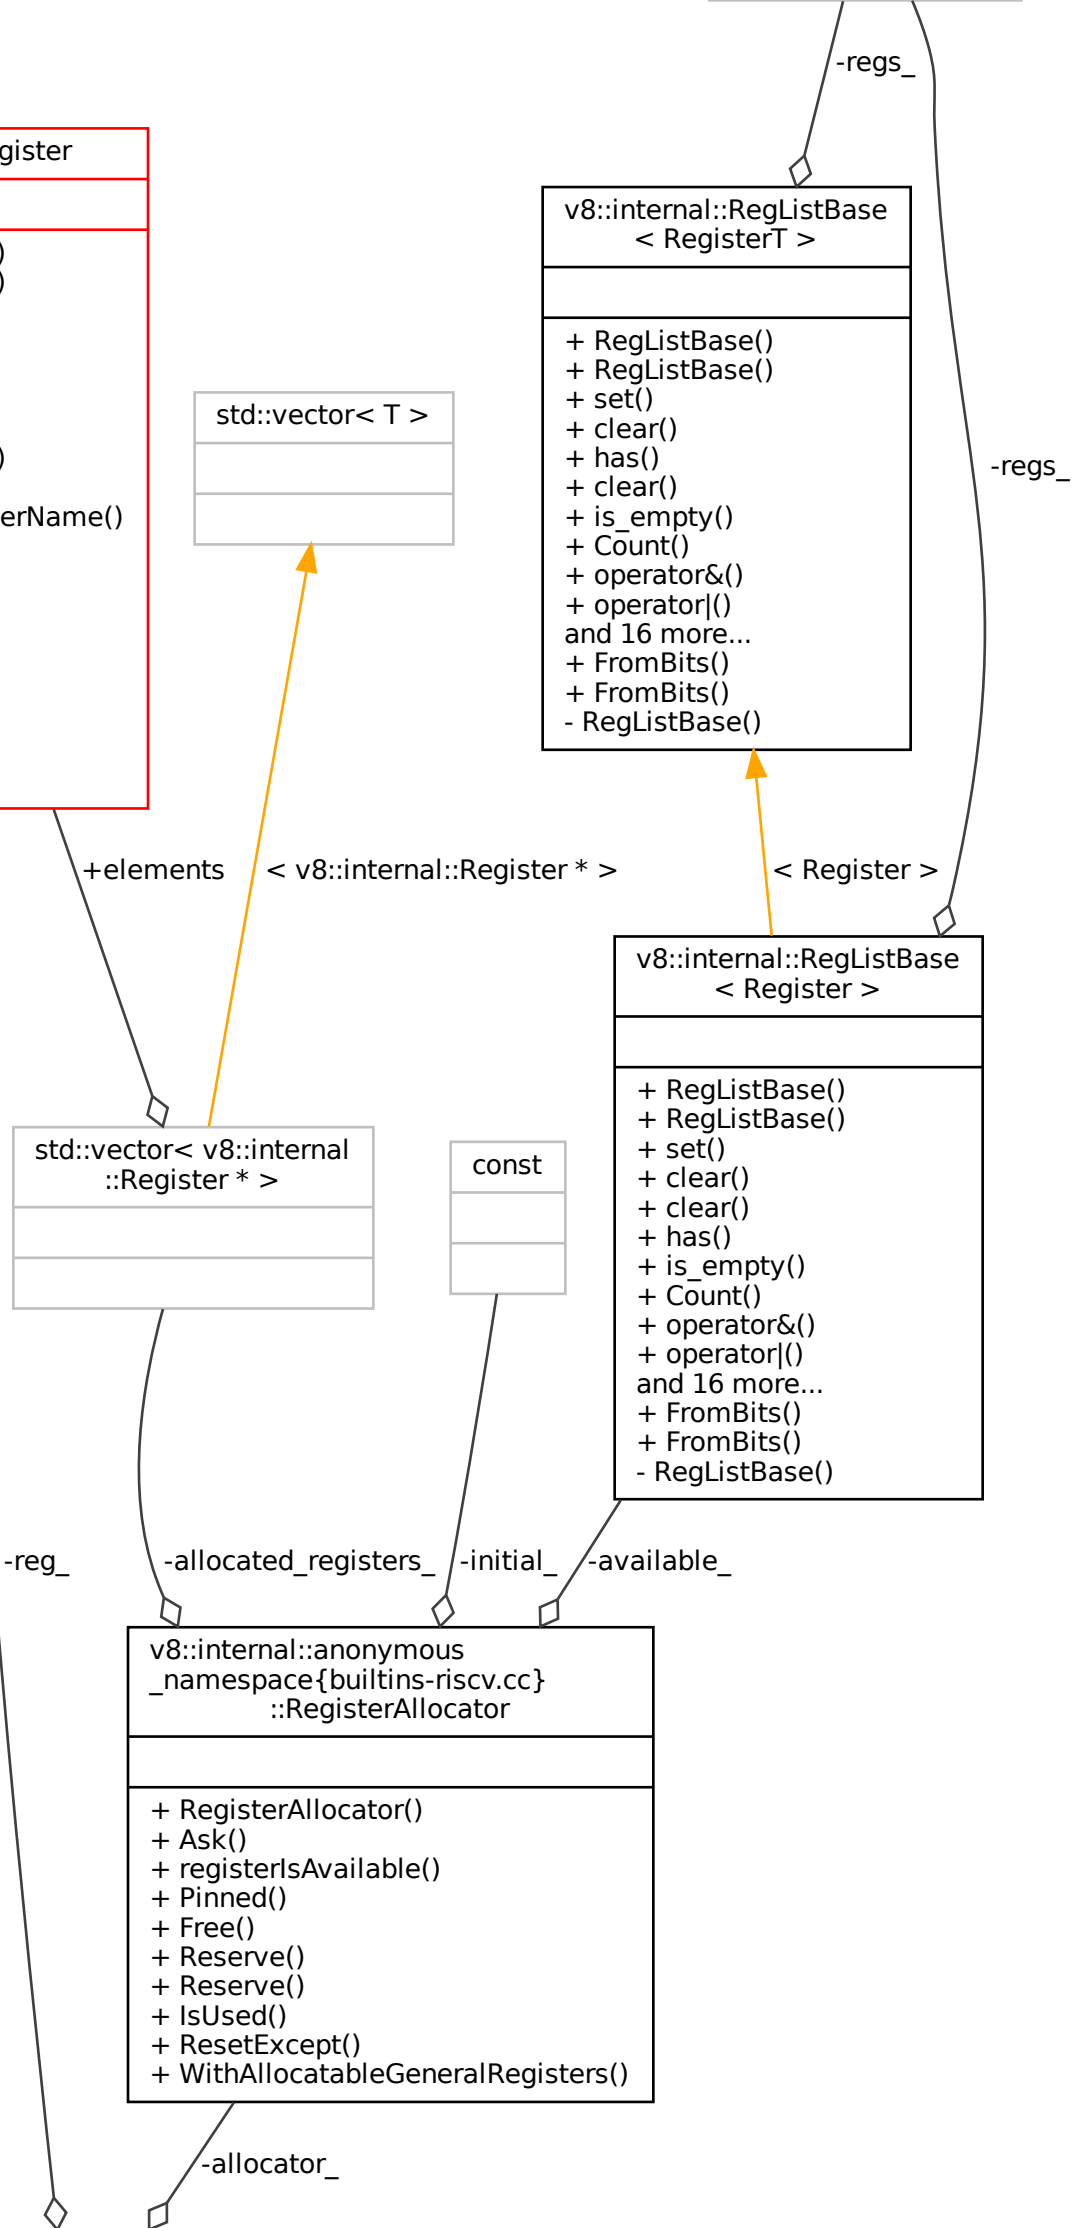 -regs_
gister
v8::internal::RegListBase
< RegisterT >
)
)
+ RegListBase()
+ RegListBase()
+ set()
+ clear()
+ has()
+ clear()
+ is_empty()
+ Count()
+ operator&()
+ operator|()
and 16 more...
+ FromBits()
+ FromBits()
- RegListBase()
std::vector< T >
)
-regs_
erName()
+elements
< v8::internal::Register * >
< Register >
v8::internal::RegListBase
< Register >
+ RegListBase()
+ RegListBase()
+ set()
+ clear()
+ clear()
+ has()
+ is_empty()
+ Count()
+ operator&()
+ operator|()
and 16 more...
+ FromBits()
+ FromBits()
- RegListBase()
std::vector< v8::internal
::Register * >
const
-reg_
-allocated_registers_
-initial_
-available_
v8::internal::anonymous
_namespace{builtins-riscv.cc}
::RegisterAllocator
+ RegisterAllocator()
+ Ask()
+ registerIsAvailable()
+ Pinned()
+ Free()
+ Reserve()
+ Reserve()
+ IsUsed()
+ ResetExcept()
+ WithAllocatableGeneralRegisters()
-allocator_